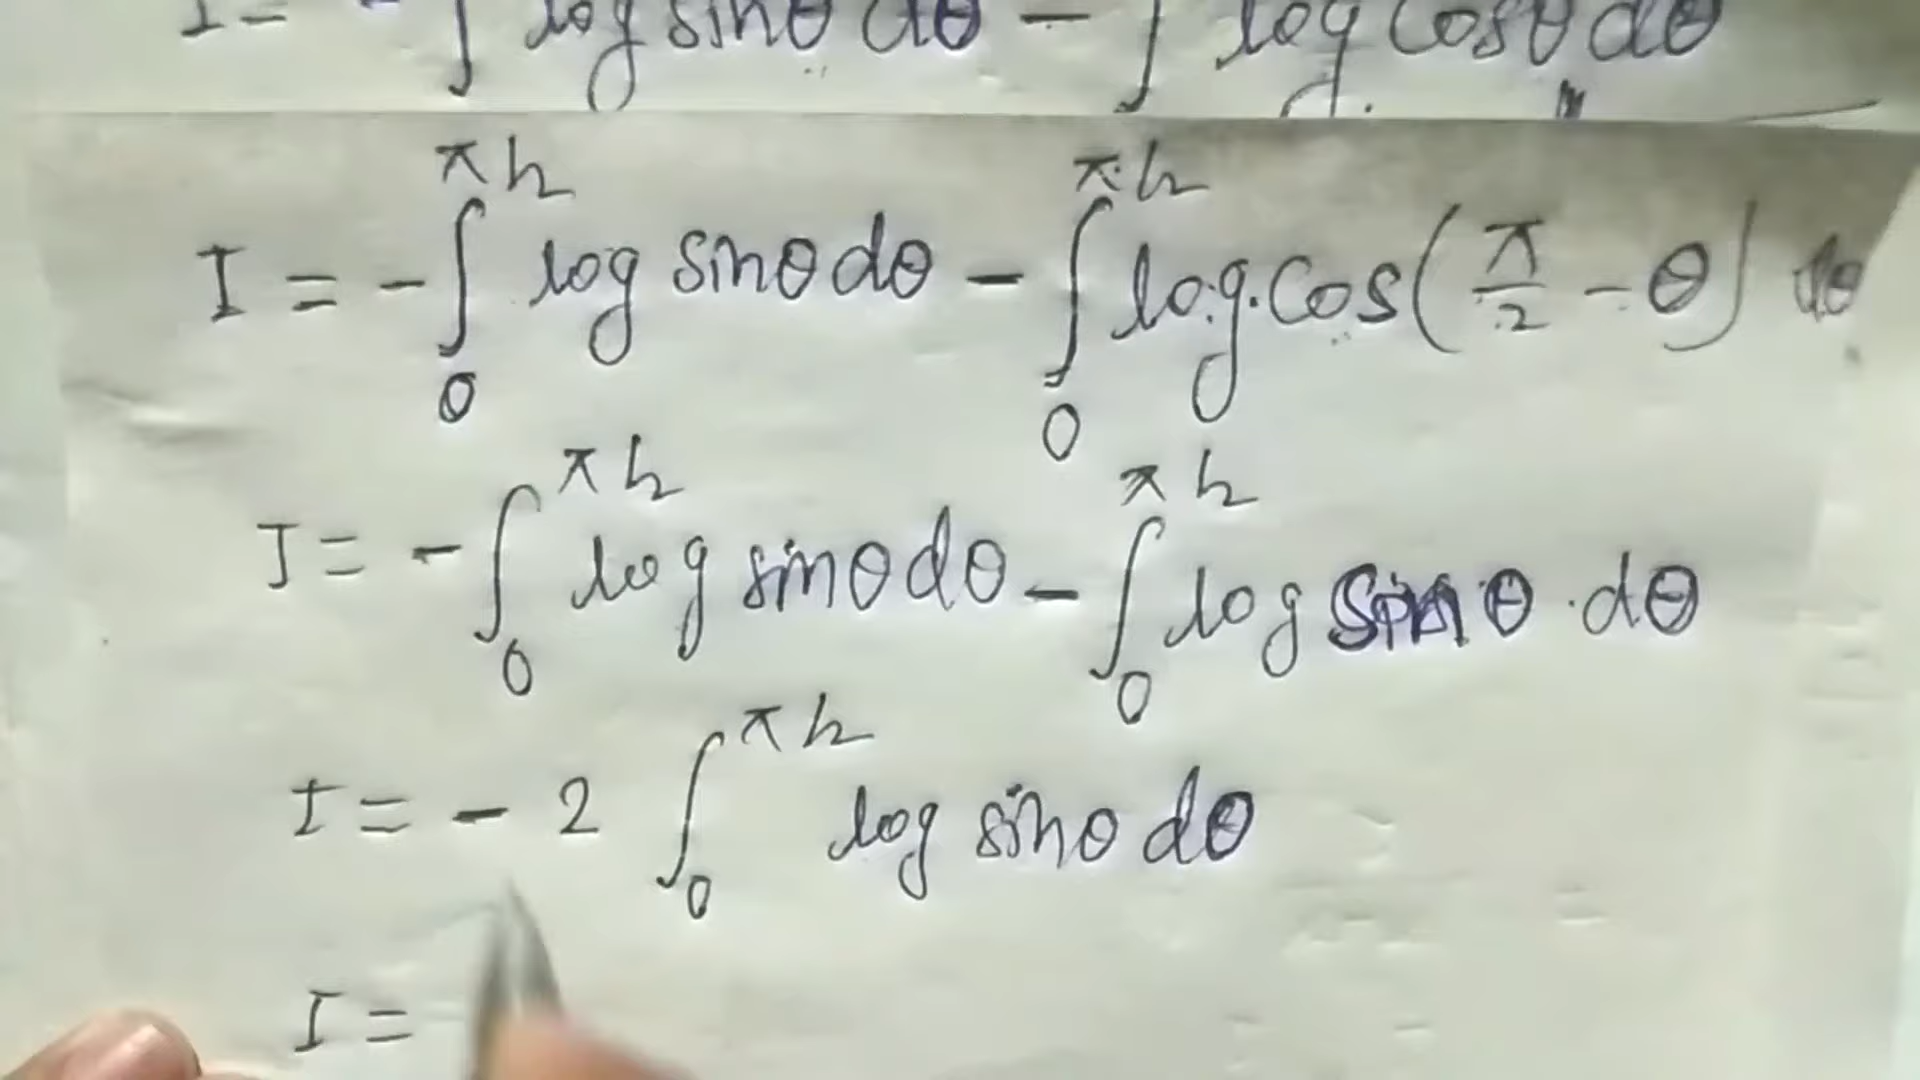 I = - ∫ log sinθ dθ - ∫ log cosθ dθ
I = - ∫₀^{π/2} log sinθ dθ - ∫₀^{π/2} log cos(π/2 - θ) dθ
I = - ∫₀^{π/2} log sinθ dθ - ∫₀^{π/2} log sinθ dθ
I = - 2 ∫₀^{π/2} log sinθ dθ
I =